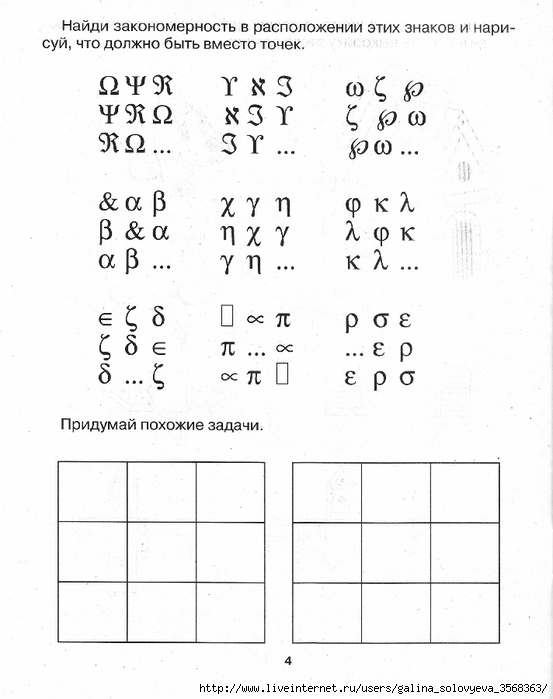 Найди закономерность в расположении этих знаков и нари-
суй, что должно быть вместо точек.
Ω Ψ ℜ ϒ ℵ ℑ ω ζ ℘
Ψ ℜ Ω ℵ ℑ ϒ ζ ℘ ω
ℜ Ω ... ℑ ϒ ... ℘ ω ...
& α β χ γ η φ κ λ
β & α η χ γ λ φ κ
α β ... γ η ... κ λ ...
∈ ζ δ ▯ ∝ π ρ σ ε
ζ δ ∈ π ... ∝ ... ε ρ
δ ... ζ ∝ π ▯ ε ρ σ
Придумай похожие задачи.
4
http://www.liveinternet.ru/users/galina_solovyeva_3568363/